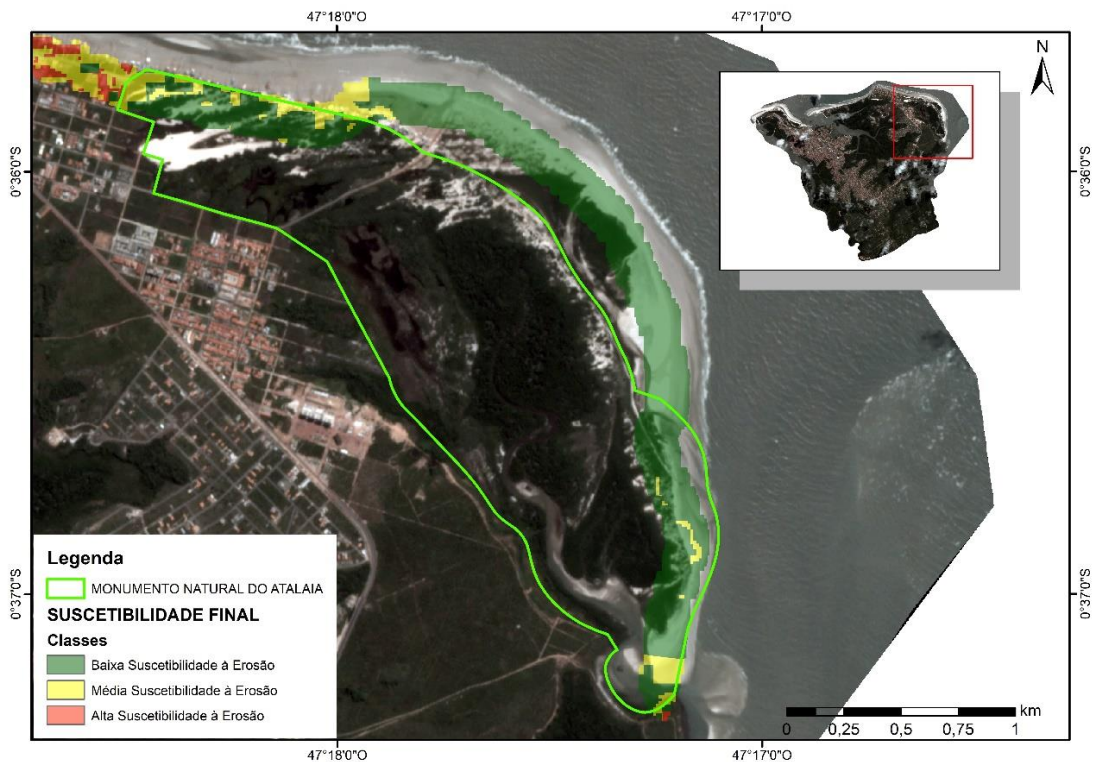 47°18'0"O
47°17'0"O
N
0°36'0"S
0°36'0"S
0°37'0"S
0°37'0"S
Legenda
MONUMENTO NATURAL DO ATALAIA
SUSCETIBILIDADE FINAL
Classes
Baixa Suscetibilidade à Erosão
Média Suscetibilidade à Erosão
Alta Suscetibilidade à Erosão
km
0 0,25 0,5 0,75 1
47°18'0"O
47°17'0"O